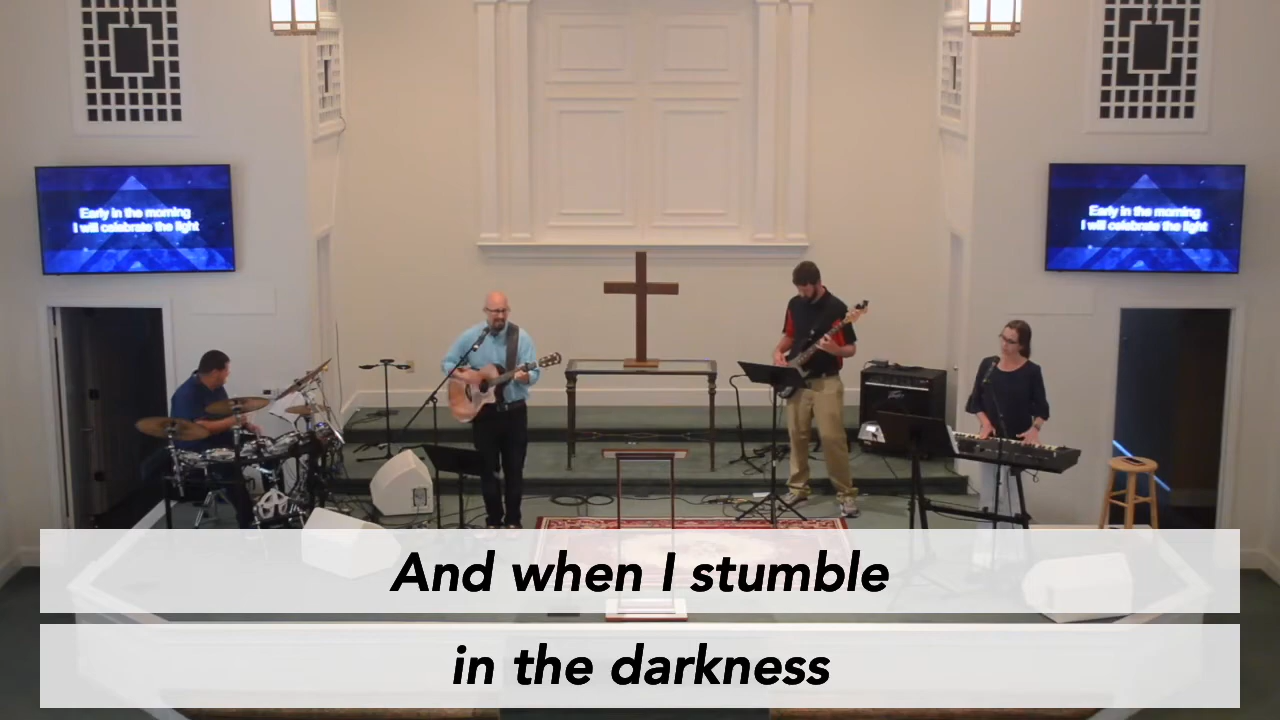 Early in the morning
I will celebrate the light
Early in the morning
I will celebrate the light
And when I stumble
in the darkness